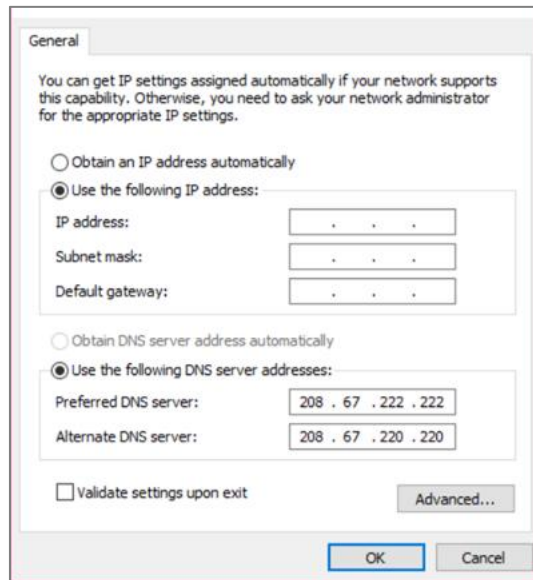 General
You can get IP settings assigned automatically if your network supports
this capability. Otherwise, you need to ask your network administrator
for the appropriate IP settings.
Obtain an IP address automatically
Use the following IP address:
IP address: . . .
Subnet mask: . . .
Default gateway: . . .
Obtain DNS server address automatically
Use the following DNS server addresses:
Preferred DNS server: 208 . 67 . 222 . 222
Alternate DNS server: 208 . 67 . 220 . 220
Validate settings upon exit
Advanced...
OK Cancel